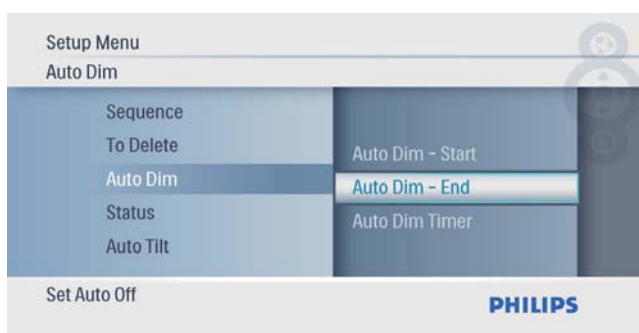 Setup Menu
Auto Dim
Sequence
To Delete
Auto Dim
Status
Auto Tilt
Auto Dim - Start
Auto Dim - End
Auto Dim Timer
Set Auto Off
PHILIPS